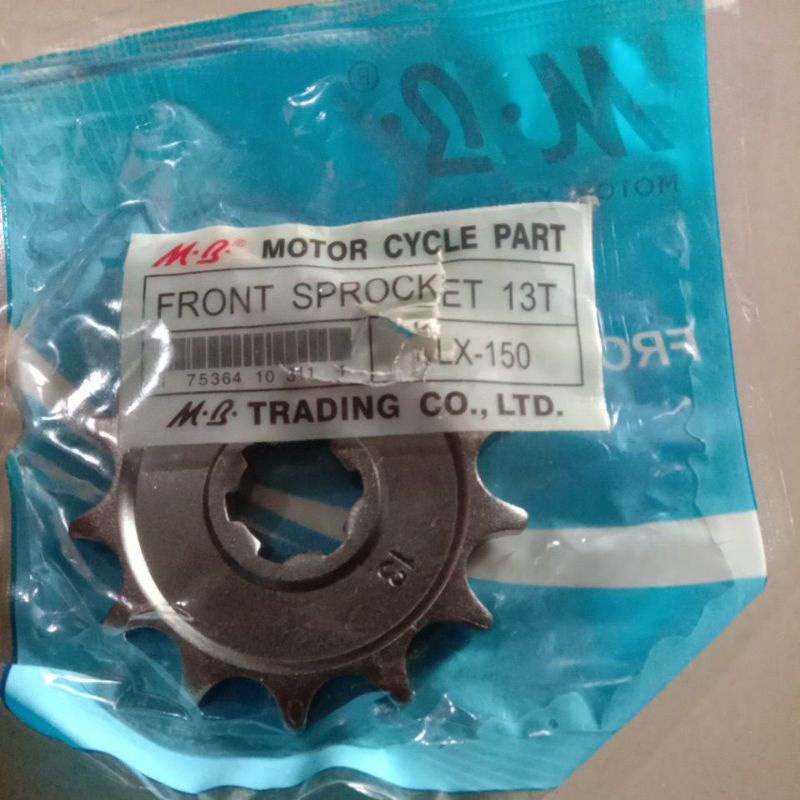 M.B.®
M.B.® MOTOR CYCLE PART
FRONT SPROCKET 13T
75364 10
LX-150
M.B. TRADING CO., LTD.
13